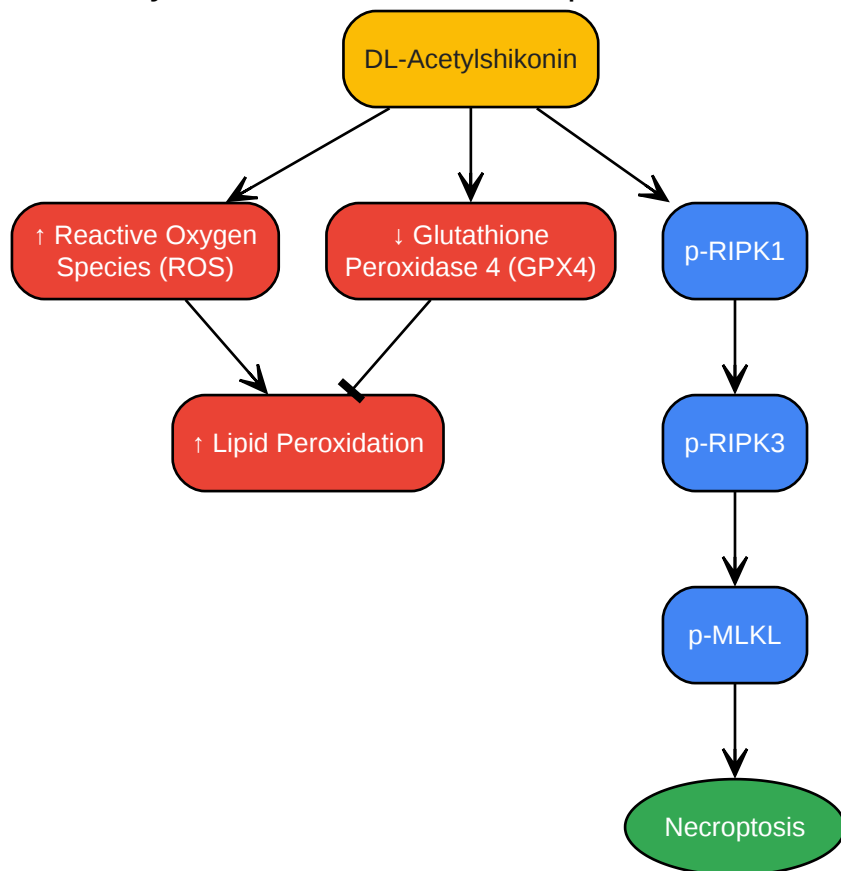 DL-Acetylshikonin
↑ Reactive Oxygen
Species (ROS)
↓ Glutathione
Peroxidase 4 (GPX4)
p-RIPK1
↑ Lipid Peroxidation
p-RIPK3
p-MLKL
Necroptosis